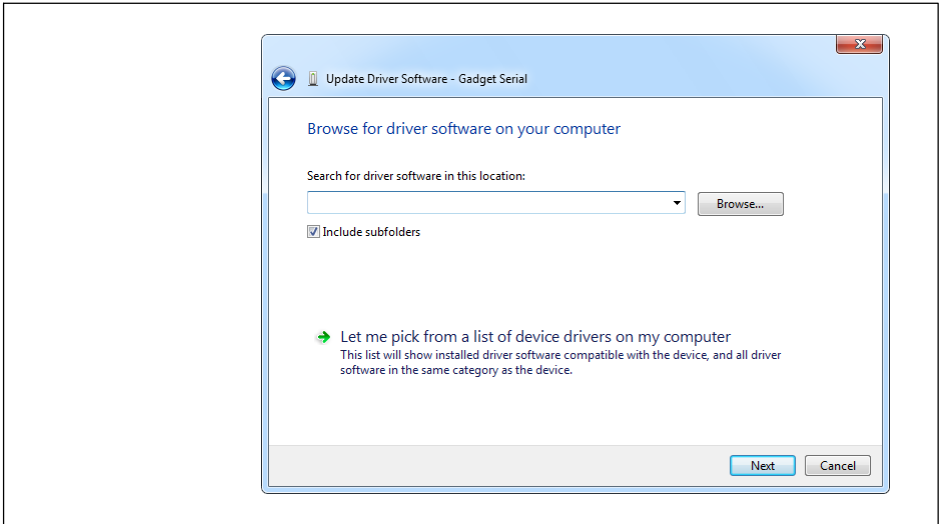 Update Driver Software - Gadget Serial
Browse for driver software on your computer
Search for driver software in this location:
Browse...
Include subfolders
Let me pick from a list of device drivers on my computer
This list will show installed driver software compatible with the device, and all driver
software in the same category as the device.
Next
Cancel